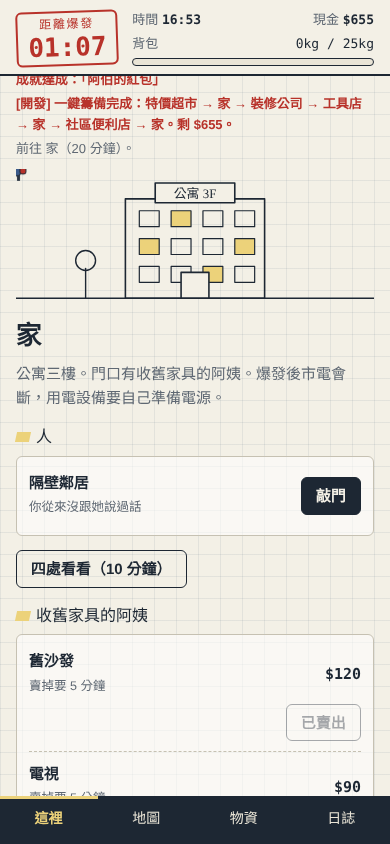 距離爆發
01:07
時間 16:53
現金 $655
背包
0kg / 25kg
成就達成：「阿伯的紅包」
[開發] 一鍵籌備完成：特價超市 → 家 → 裝修公司 → 工具店
→ 家 → 社區便利店 → 家。剩 $655。
前往 家（20 分鐘）。
公寓 3F
家
公寓三樓。門口有收舊家具的阿姨。爆發後市電會
斷，用電設備要自己準備電源。
人
隔壁鄰居
你從來沒跟她說過話
敲門
四處看看（10 分鐘）
收舊家具的阿姨
舊沙發
賣掉要 5 分鐘
$120
已賣出
電視
賣掉要 5 分鐘
$90
這裡
地圖
物資
日誌